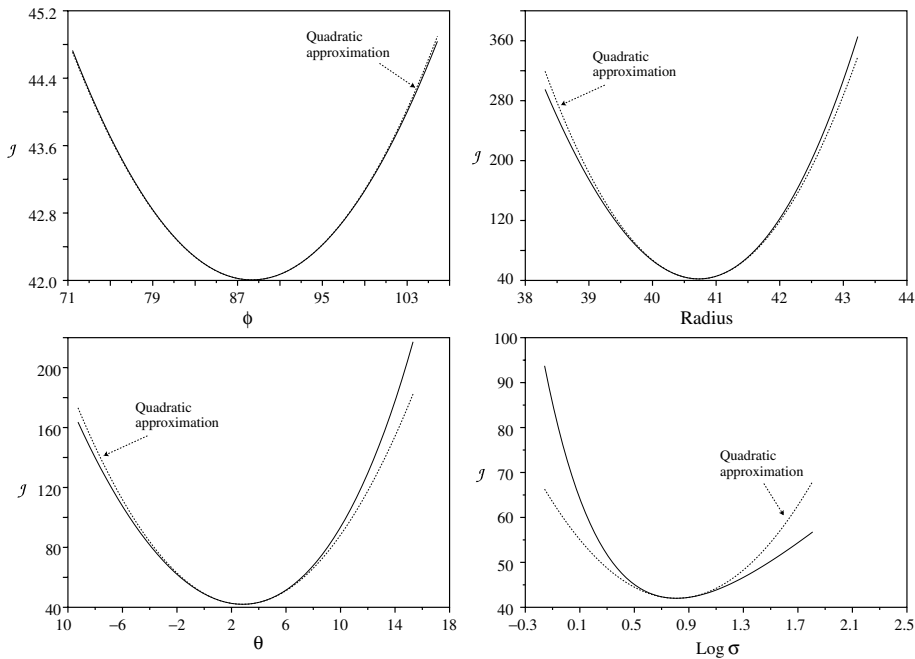 45.2
44.4
43.6
42.8
42.0
𝒥
Quadratic
approximation
71 79 87 95 103
ϕ
360
280
200
120
40
𝒥
Quadratic
approximation
38 39 40 41 42 43 44
Radius
200
160
120
80
40
𝒥
Quadratic
approximation
10 −6 −2 2 6 10 14 18
θ
100
90
80
70
60
50
40
𝒥
Quadratic
approximation
−0.3 0.1 0.5 0.9 1.3 1.7 2.1 2.5
Log σ